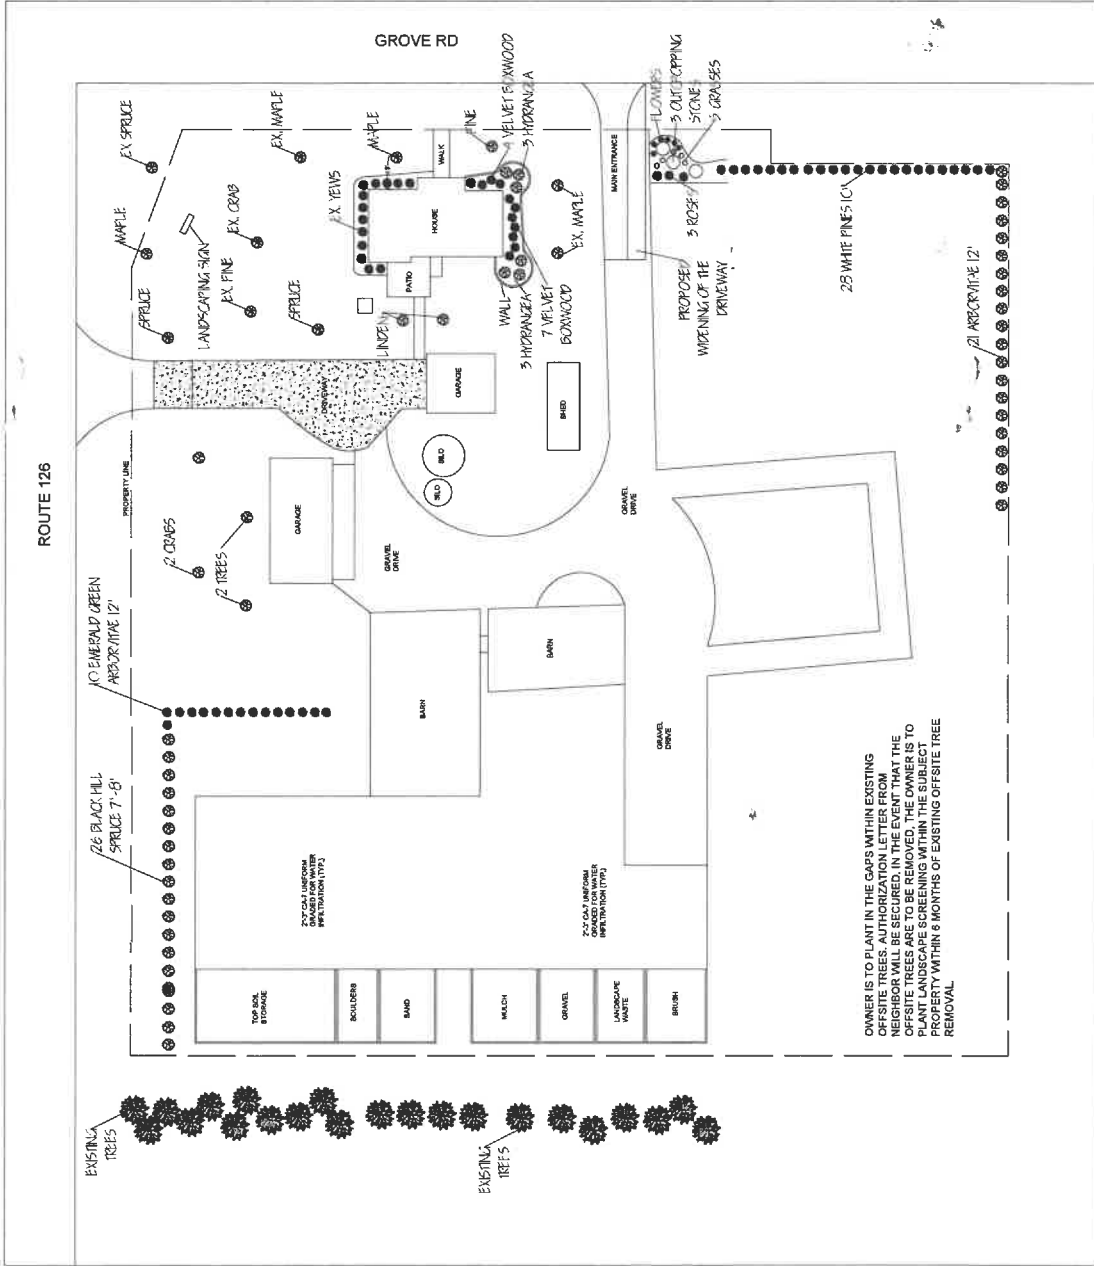 GROVE RD
ROUTE 126
EX SPRUCE
EX. MAPLE
MAPLE
PINE
4 VELVET BOXWOOD
3 HYDRANGEA
FLOWERS
3 OUTCROPPING
STONES
5 GRASSES
MAPLE
LANDSCAPING SIGN
EX. CRAB
EX. YEWS
WALK
HOUSE
MAIN ENTRANCE
3 ROSES
28 WHITE PINES 10'
SPRUCE
EX. PINE
SPRUCE
PATIO
LINDEN
WALL
3 HYDRANGEA
7 VELVET
BOXWOOD
EX. MAPLE
PROPOSED
WIDENING OF THE
DRIVEWAY
21 ARBORVITAE 12'
DRIVEWAY
GARAGE
SHED
SILO
SILO
PROPERTY LINE
2 CRABS
2 TREES
GARAGE
GRAVEL
DRIVE
GRAVEL
DRIVE
10 EMERALD GREEN
ARBORVITAE 12'
BARN
BARN
GRAVEL
DRIVE
26 BLACK HILL
SPRUCE 7'-8'
2"-3" CA-7 UNIFORM
GRADED FOR WATER
INFILTRATION (TYP.)
2"-3" CA-7 UNIFORM
GRADED FOR WATER
INFILTRATION (TYP.)
TOP SOIL
STORAGE
BOULDERS
SAND
MULCH
GRAVEL
LANDSCAPE
WASTE
BRUSH
OWNER IS TO PLANT IN THE GAPS WITHIN EXISTING
OFFSITE TREES. AUTHORIZATION LETTER FROM
NEIGHBOR WILL BE SECURED. IN THE EVENT THAT THE
OFFSITE TREES ARE TO BE REMOVED, THE OWNER IS TO
PLANT LANDSCAPE SCREENING WITHIN THE SUBJECT
PROPERTY WITHIN 6 MONTHS OF EXISTING OFFSITE TREE
REMOVAL
EXISTING
TREES
EXISTING
TREES